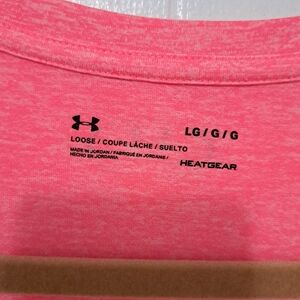 LG / G / G
LOOSE / COUPE LÂCHE / SUELTO
MADE IN JORDAN / FABRIQUÉ EN JORDANIE /
HECHO EN JORDANIA
HEATGEAR